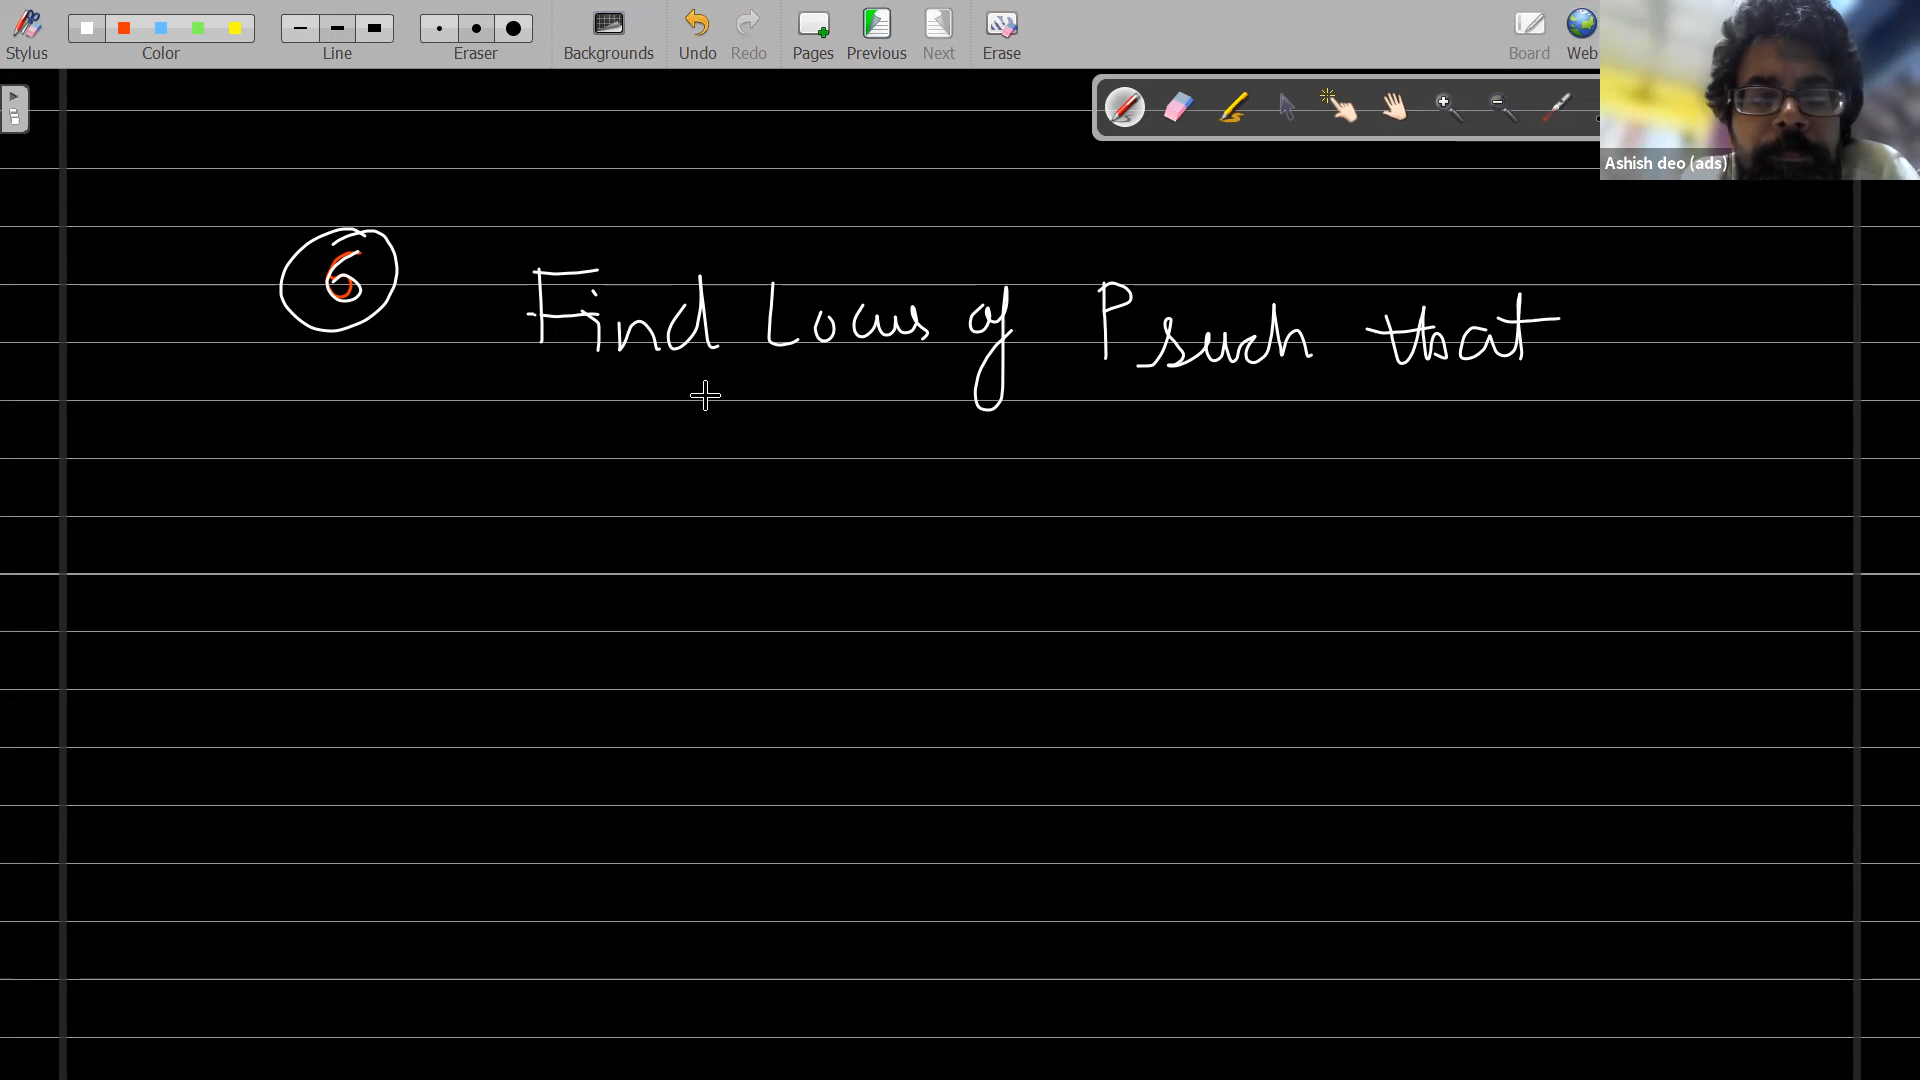 Stylus Color Line Eraser Backgrounds Undo Redo Pages Previous Next Erase Board Web
Ashish deo (ads)
6 Find Locus of P such that